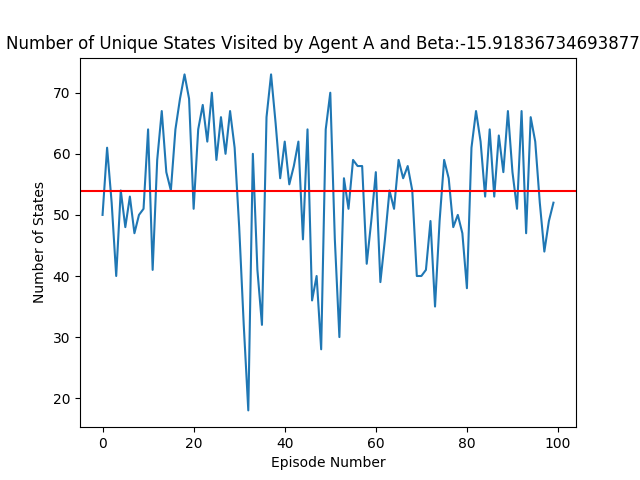 Number of Unique States Visited by Agent A and Beta:-15.91836734693877
70
60
50
40
30
20
Number of States
0 20 40 60 80 100
Episode Number